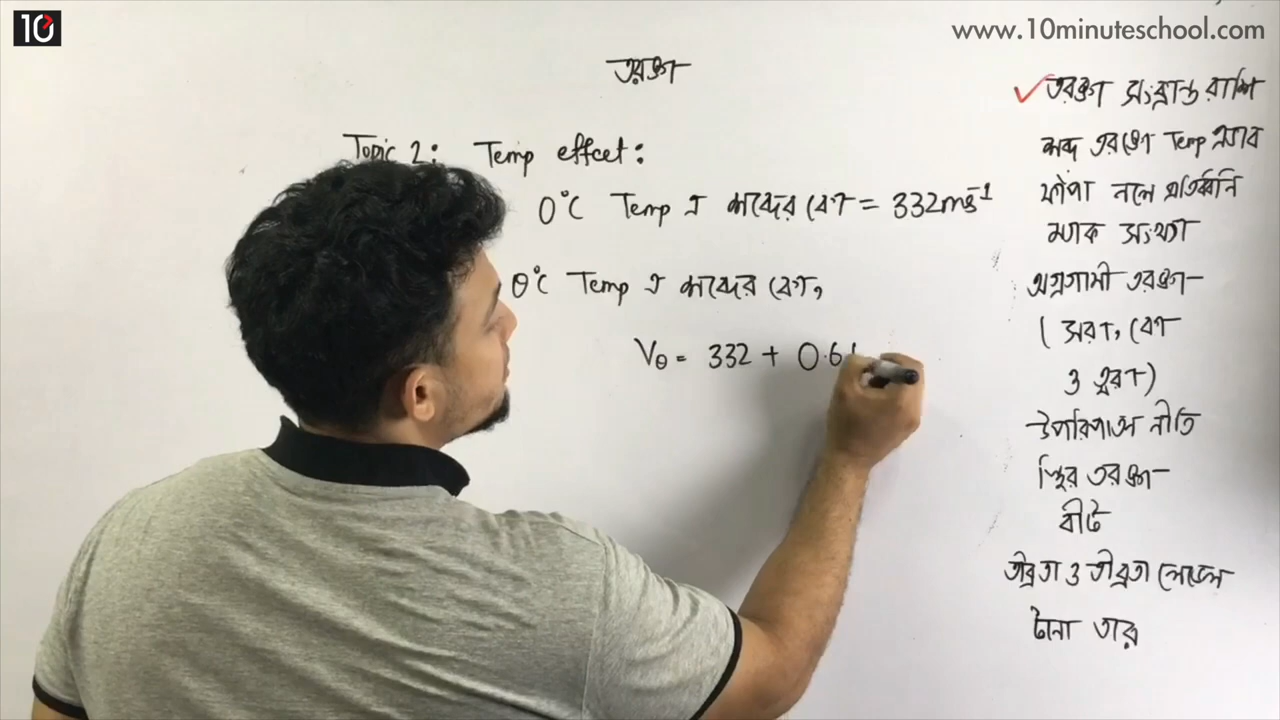 10
www.10minuteschool.com
তরঙ্গ
Topic 2: Temp effcet:
0°C Temp এ শব্দের বেগ = 332ms⁻¹
θ°C Temp এ শব্দের বেগ,
Vθ = 332 + 0.6
তরঙ্গ সংক্রান্ত রাশি
শব্দ তরঙ্গে Temp প্রভাব
ফাঁপা নলে প্রতিধ্বনি
ম্যাক সংখ্যা
অগ্রগামী তরঙ্গ
( সরণ, বেগ
ও ত্বরণ)
উপরিপাতন নীতি
স্থির তরঙ্গ
বীট
তীব্রতা ও তীব্রতা লেভেল
টানা তার